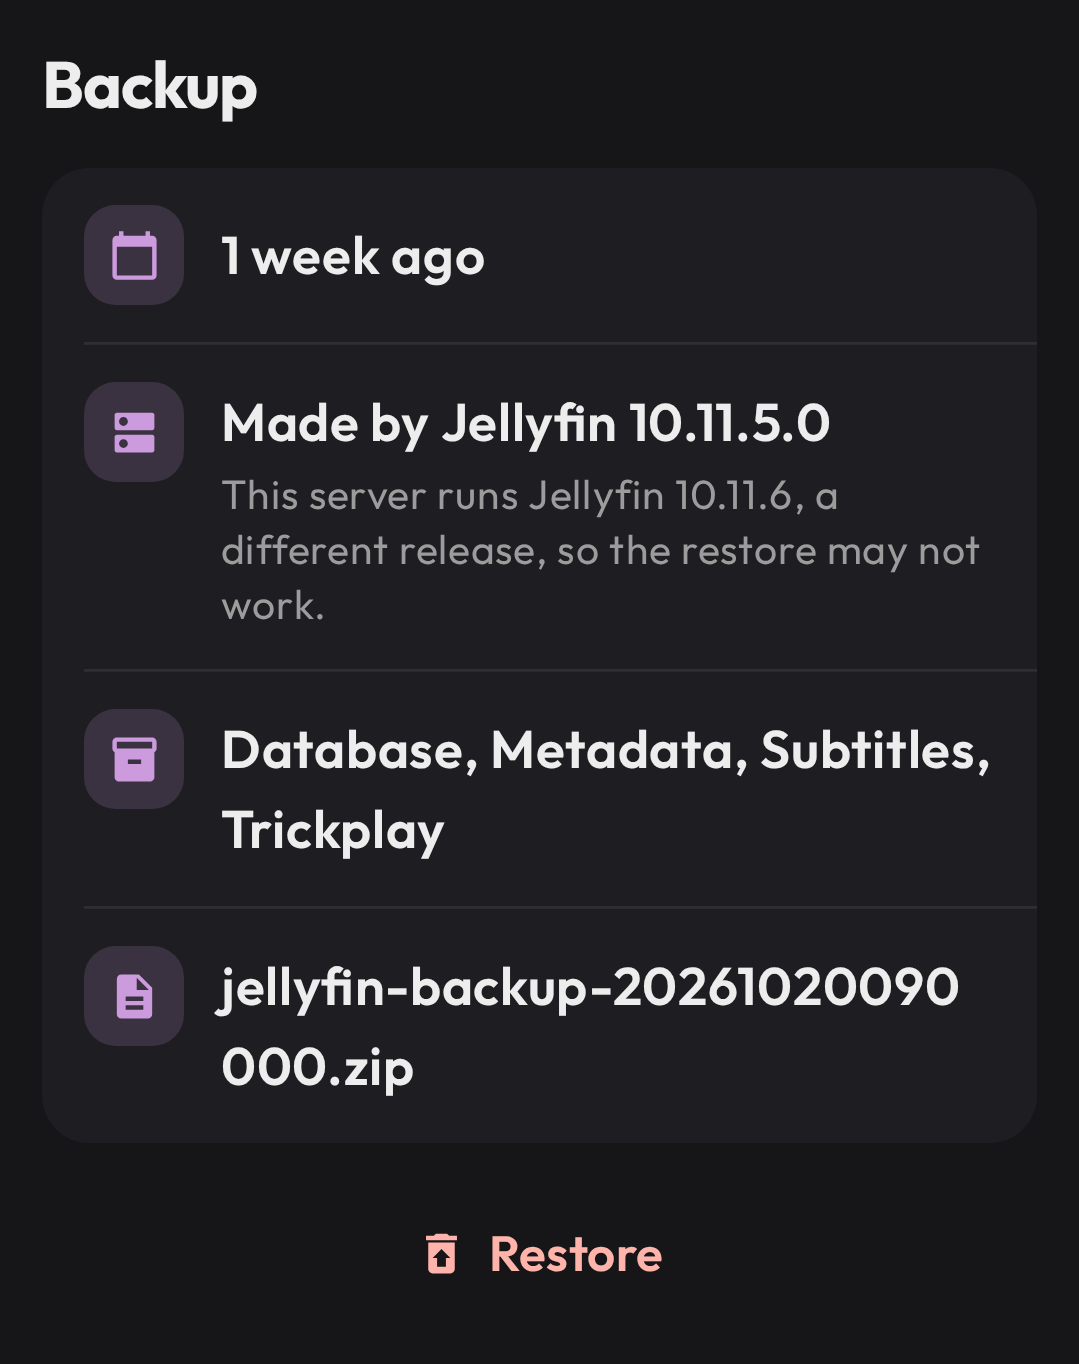 Backup
1 week ago
Made by Jellyfin 10.11.5.0
This server runs Jellyfin 10.11.6, a
different release, so the restore may not
work.
Database, Metadata, Subtitles,
Trickplay
jellyfin-backup-20261020090
000.zip
Restore